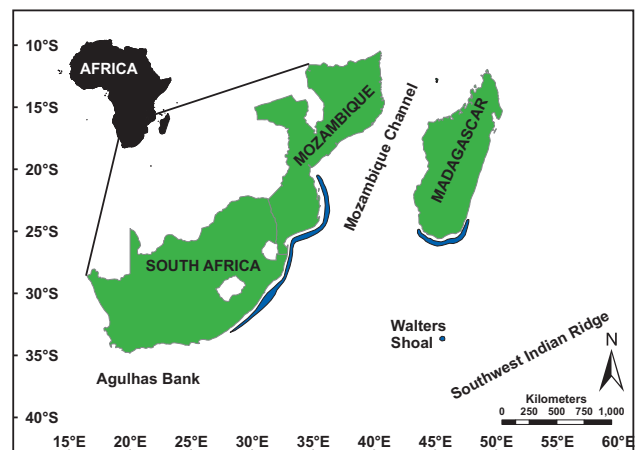 10°S
AFRICA
15°S
MOZAMBIQUE
Mozambique Channel
MADAGASCAR
20°S
25°S
SOUTH AFRICA
30°S
Walters
Shoal
35°S
Southwest Indian Ridge
N
Agulhas Bank
Kilometers
0 250 500 750 1,000
40°S
15°E 20°E 25°E 30°E 35°E 40°E 45°E 50°E 55°E 60°E